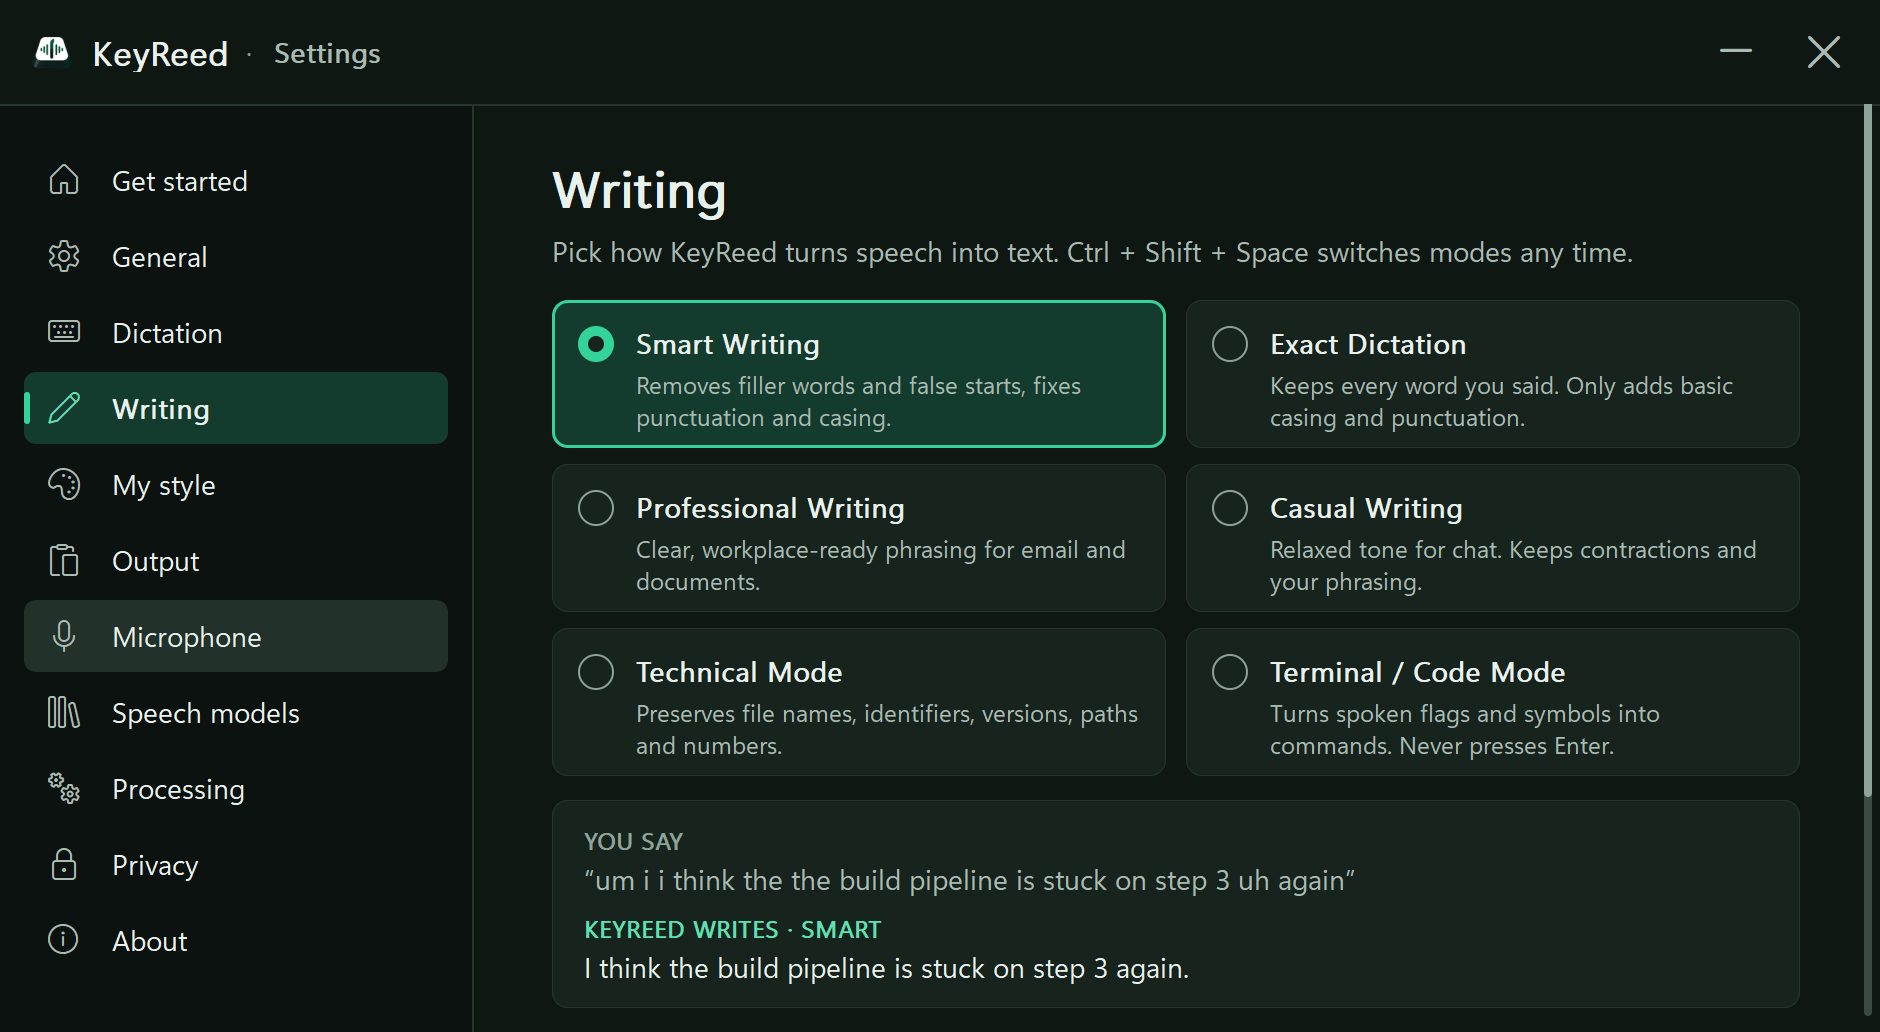 KeyReed · Settings
Get started
General
Dictation
Writing
My style
Output
Microphone
Speech models
Processing
Privacy
About
Writing
Pick how KeyReed turns speech into text. Ctrl + Shift + Space switches modes any time.
Smart Writing
Removes filler words and false starts, fixes
punctuation and casing.
Exact Dictation
Keeps every word you said. Only adds basic
casing and punctuation.
Professional Writing
Clear, workplace-ready phrasing for email and
documents.
Casual Writing
Relaxed tone for chat. Keeps contractions and
your phrasing.
Technical Mode
Preserves file names, identifiers, versions, paths
and numbers.
Terminal / Code Mode
Turns spoken flags and symbols into
commands. Never presses Enter.
YOU SAY
“um i i think the the build pipeline is stuck on step 3 uh again”
KEYREED WRITES · SMART
I think the build pipeline is stuck on step 3 again.